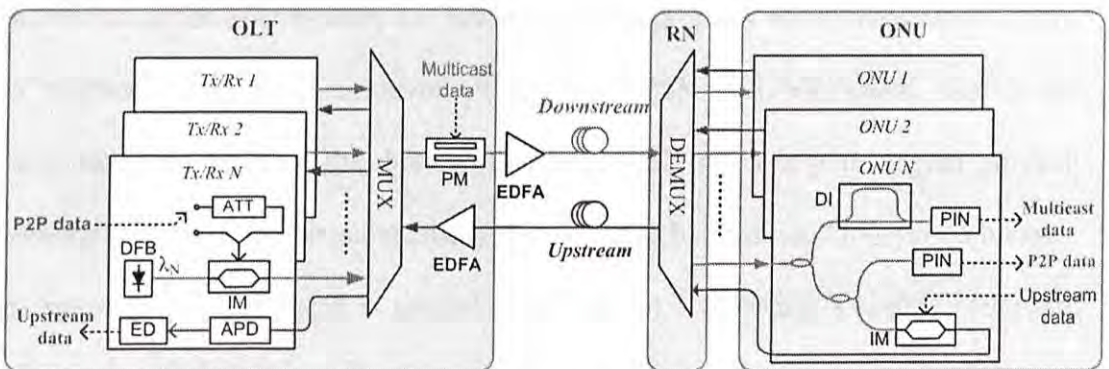 OLT
RN
ONU
Tx/Rx 1
Tx/Rx 2
Tx/Rx N
P2P data
ATT
DFB
λN
IM
Upstream
data
ED
APD
MUX
Multicast
data
PM
EDFA
Downstream
EDFA
Upstream
DEMUX
ONU 1
ONU 2
ONU N
DI
PIN
Multicast
data
PIN
P2P data
Upstream
data
IM